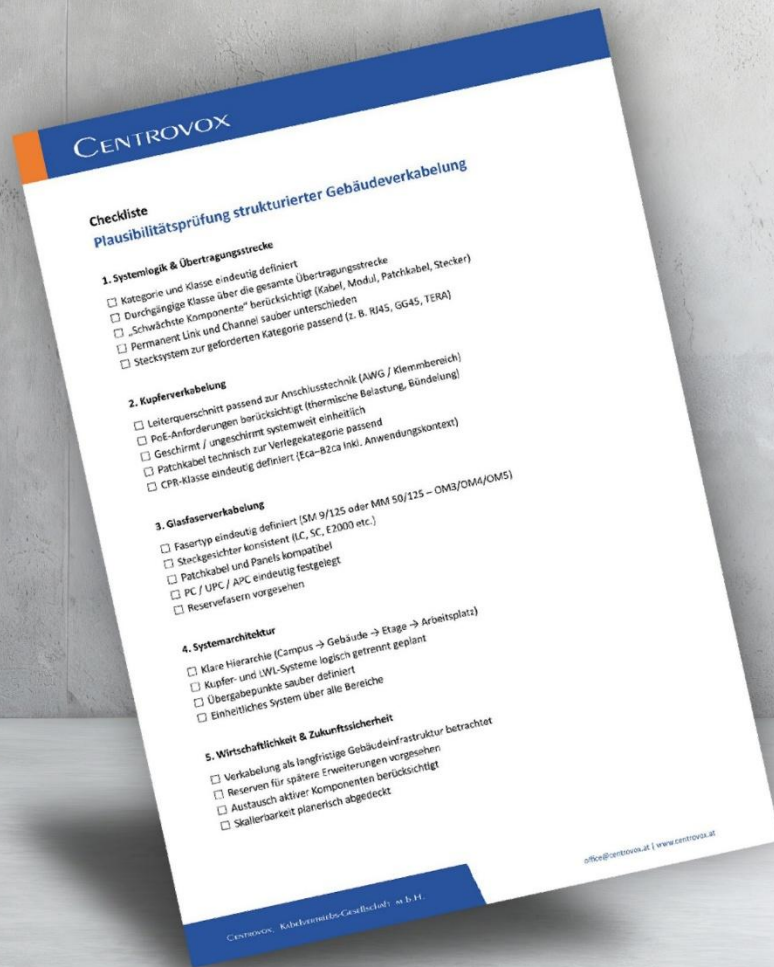 CENTROVOX
Checkliste
Plausibilitätsprüfung strukturierter Gebäudeverkabelung
1. Systemlogik & Übertragungsstrecke
☐ Kategorie und Klasse eindeutig definiert
☐ Durchgängige Klasse über die gesamte Übertragungsstrecke
☐ „Schwächste Komponente“ berücksichtigt (Kabel, Modul, Patchkabel, Stecker)
☐ Permanent Link und Channel sauber unterschieden
☐ Stecksystem zur geforderten Kategorie passend (z. B. RJ45, GG45, TERA)
2. Kupferverkabelung
☐ Leiterquerschnitt passend zur Anschlusstechnik (AWG / Klemmbereich)
☐ PoE-Anforderungen berücksichtigt (thermische Belastung, Bündelung)
☐ Geschirmt / ungeschirmt systemweit einheitlich
☐ Patchkabel technisch zur Verlegekategorie passend
☐ CPR-Klasse eindeutig definiert (Eca–B2ca inkl. Anwendungskontext)
3. Glasfaserverkabelung
☐ Fasertyp eindeutig definiert (SM 9/125 oder MM 50/125 – OM3/OM4/OM5)
☐ Steckgesichter konsistent (LC, SC, E2000 etc.)
☐ Patchkabel und Panels kompatibel
☐ PC / UPC / APC eindeutig festgelegt
☐ Reservefasern vorgesehen
4. Systemarchitektur
☐ Klare Hierarchie (Campus → Gebäude → Etage → Arbeitsplatz)
☐ Kupfer- und LWL-Systeme logisch getrennt geplant
☐ Übergabepunkte sauber definiert
☐ Einheitliches System über alle Bereiche
5. Wirtschaftlichkeit & Zukunftssicherheit
☐ Verkabelung als langfristige Gebäudeinfrastruktur betrachtet
☐ Reserven für spätere Erweiterungen vorgesehen
☐ Austausch aktiver Komponenten berücksichtigt
☐ Skalierbarkeit planerisch abgedeckt
office@centrovox.at | www.centrovox.at
CENTROVOX, Kabelvertriebs-Gesellschaft m.b.H.